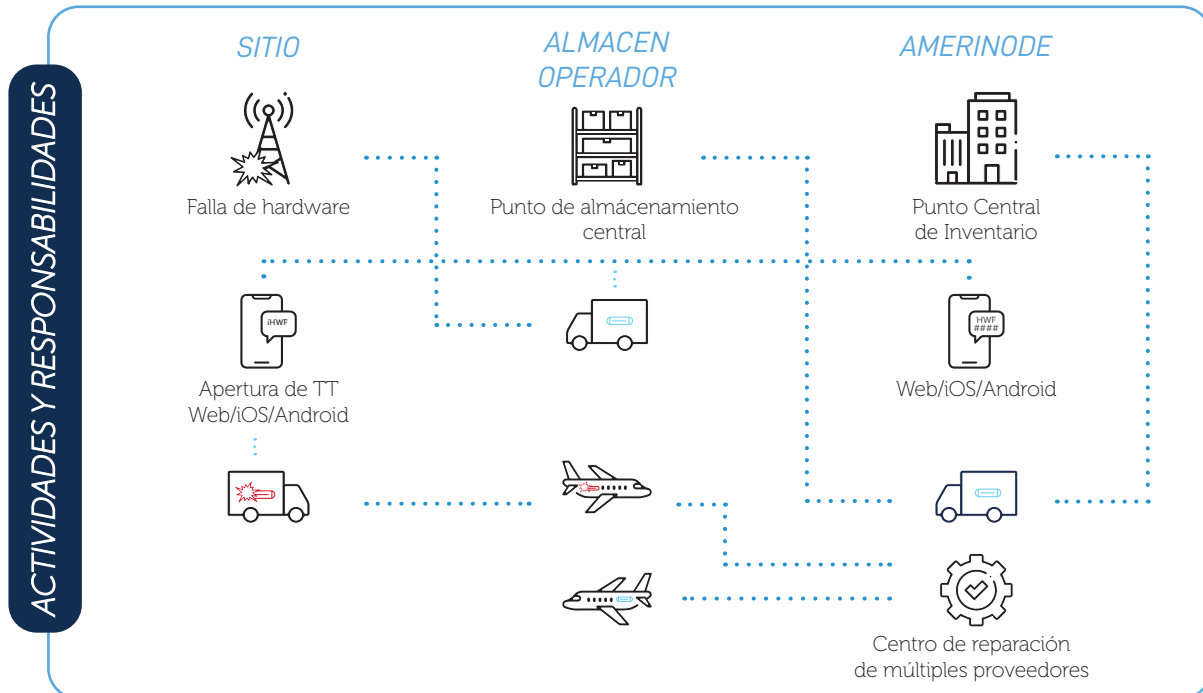 ACTIVIDADES Y RESPONSABILIDADES
SITIO
ALMACEN
OPERADOR
AMERINODE
Falla de hardware
Punto de almácenamiento
central
Punto Central
de Inventario
iHWF
HWF
####
Apertura de TT
Web/iOS/Android
Web/iOS/Android
Centro de reparación
de múltiples proveedores